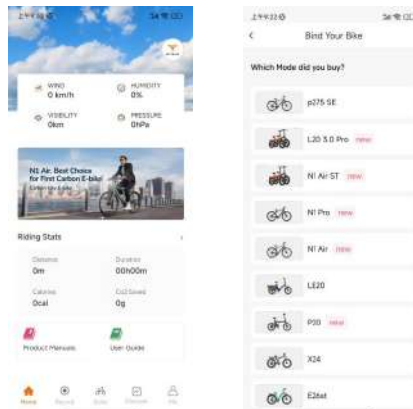 WIND
0 km/h
HUMIDITY
0%
VISIBILITY
0km
PRESSURE
0hPa
N1 Air: Best Choice
for First Carbon E-bike
Riding Stats
Distance
0m
Duration
00h00m
Calories
0cal
Co2 Saved
0g
Product Manuals
User Guide
Home
Record
Me
Bind Your Bike
Which Mode did you buy?
p275 SE
L20 3.0 Pro new
N1 Air ST new
N1 Pro new
N1 Air new
LE20
P20 new
X24